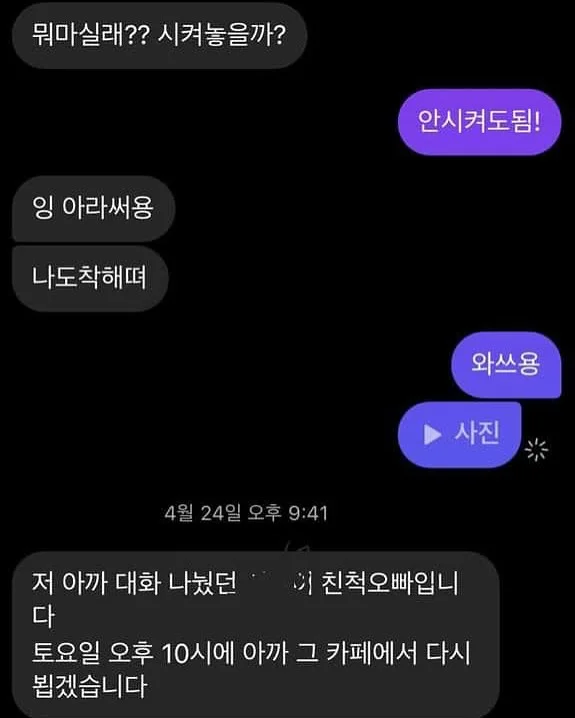 뭐마실래?? 시켜놓을까?
안시켜도됨!
잉 아라써용
나도착해뗘
와쓰용
사진
4월 24일 오후 9:41
저 아까 대화 나눴던 친척오빠입니
다
토요일 오후 10시에 아까 그 카페에서 다시
뵙겠습니다